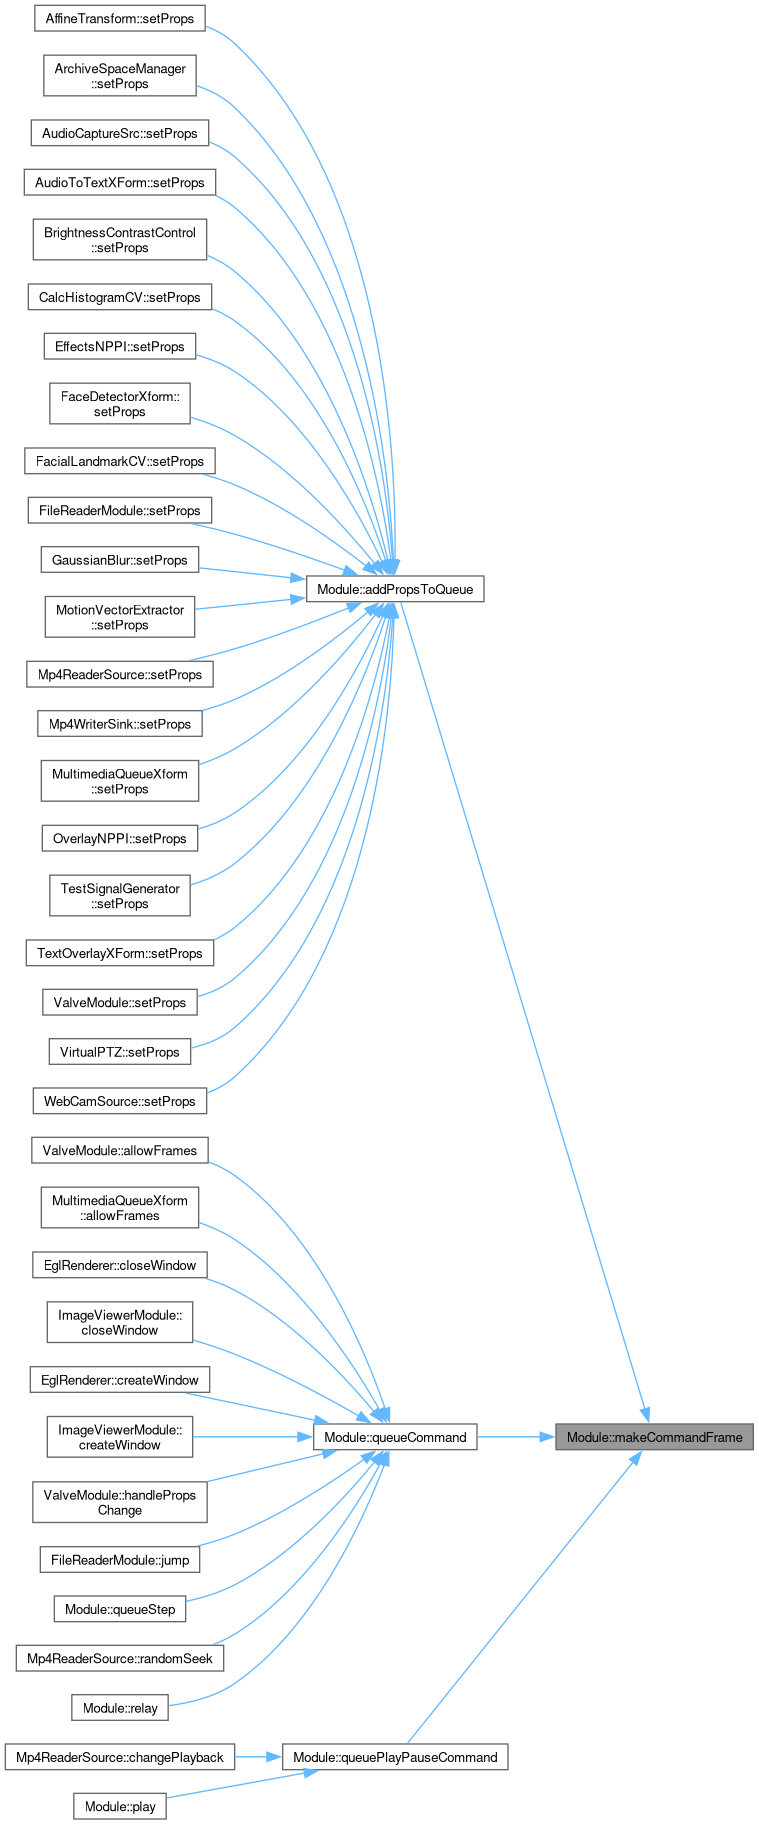 AffineTransform::setProps
ArchiveSpaceManager
::setProps
AudioCaptureSrc::setProps
AudioToTextXForm::setProps
BrightnessContrastControl
::setProps
CalcHistogramCV::setProps
EffectsNPPI::setProps
FaceDetectorXform::
setProps
FacialLandmarkCV::setProps
FileReaderModule::setProps
GaussianBlur::setProps
Module::addPropsToQueue
MotionVectorExtractor
::setProps
Mp4ReaderSource::setProps
Mp4WriterSink::setProps
MultimediaQueueXform
::setProps
OverlayNPPI::setProps
TestSignalGenerator
::setProps
TextOverlayXForm::setProps
ValveModule::setProps
VirtualPTZ::setProps
WebCamSource::setProps
ValveModule::allowFrames
MultimediaQueueXform
::allowFrames
EglRenderer::closeWindow
ImageViewerModule::
closeWindow
EglRenderer::createWindow
ImageViewerModule::
createWindow
Module::queueCommand
Module::makeCommandFrame
ValveModule::handleProps
Change
FileReaderModule::jump
Module::queueStep
Mp4ReaderSource::randomSeek
Module::relay
Mp4ReaderSource::changePlayback
Module::queuePlayPauseCommand
Module::play